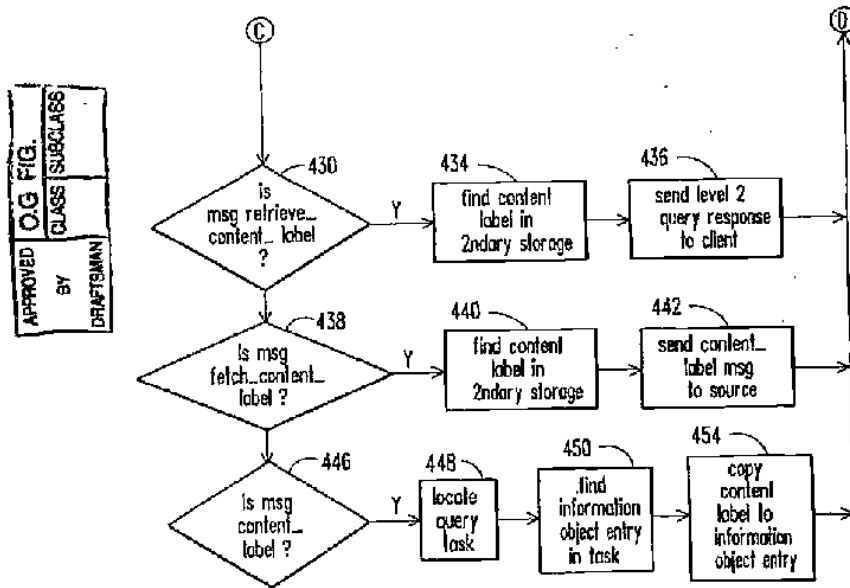 C
D
APPROVED
BY
DRAFTSMAN
O.G FIG.
CLASS
SUBCLASS
430
Is
msg retrieve_
content_label
?
Y
434
find content
label in
2ndary storage
436
send level 2
query response
to client
438
Is msg
fetch_content_
label ?
Y
440
find content
label in
2ndary storage
442
send content_
label msg
to source
446
Is msg
content_
label ?
Y
448
locate
query
task
450
find
information
object entry
in task
454
copy
content
label to
information
object entry